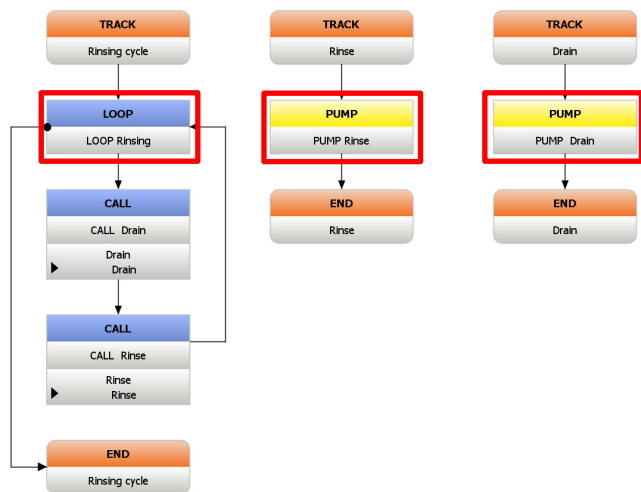 TRACK
Rinsing cycle
LOOP
LOOP Rinsing
CALL
CALL Drain
Drain
Drain
CALL
CALL Rinse
Rinse
Rinse
END
Rinsing cycle
TRACK
Rinse
PUMP
PUMP Rinse
END
Rinse
TRACK
Drain
PUMP
PUMP Drain
END
Drain